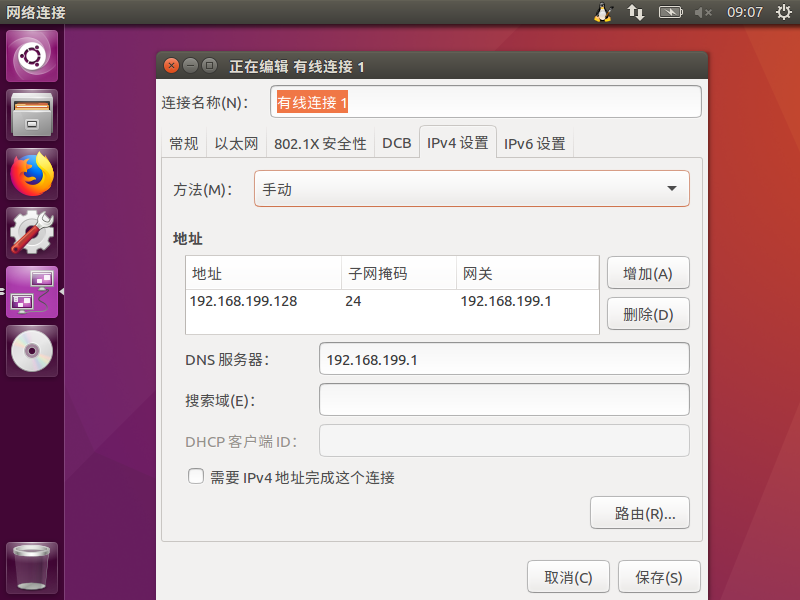 网络连接
09:07
正在编辑 有线连接 1
连接名称(N)： 有线连接 1
常规 以太网 802.1X 安全性 DCB IPv4 设置 IPv6 设置
方法(M)： 手动
地址
地址 子网掩码 网关
192.168.199.128 24 192.168.199.1
增加(A)
删除(D)
DNS 服务器： 192.168.199.1
搜索域(E)：
DHCP 客户端 ID：
需要 IPv4 地址完成这个连接
路由(R)...
取消(C) 保存(S)